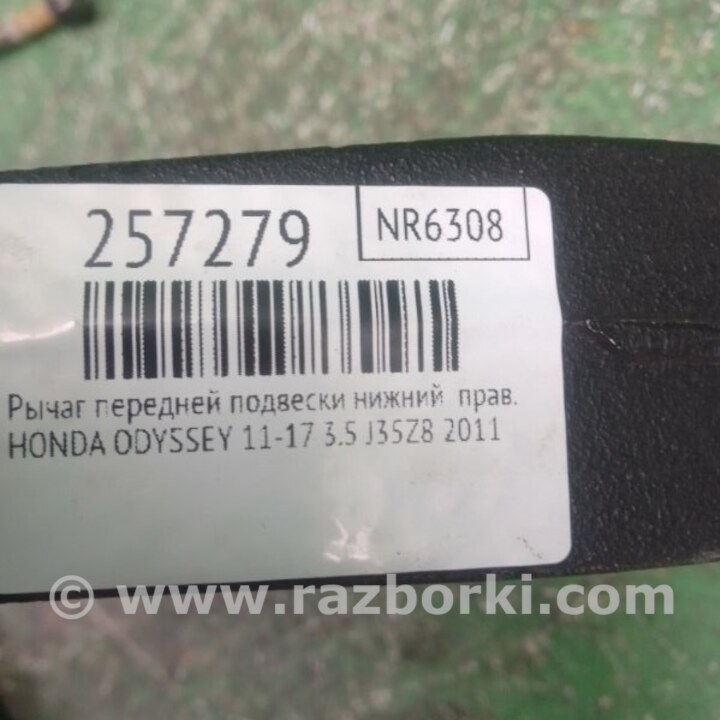 257279
NR6308
Рычаг передней подвески нижний прав.
HONDA ODYSSEY 11-17 3.5 J35Z8 2011
© www.razborki.com